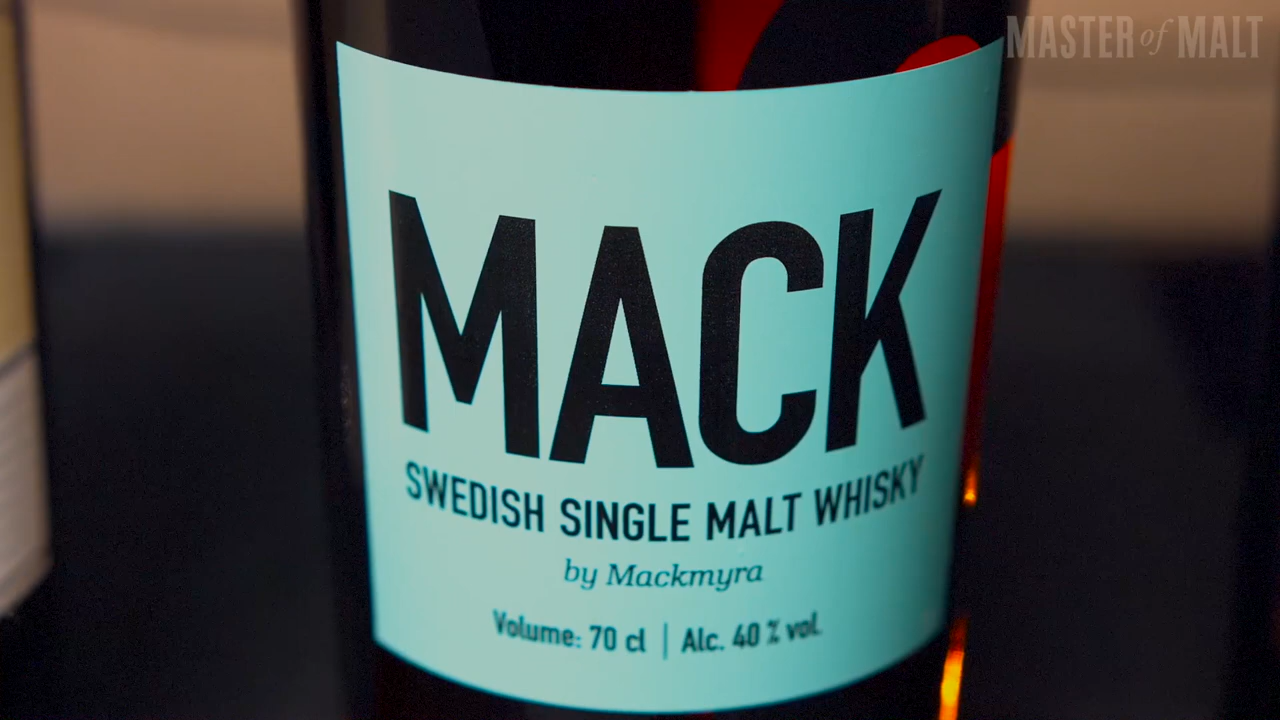 MASTER of MALT
MACK
SWEDISH SINGLE MALT WHISKY
by Mackmyra
Volume: 70 cl | Alc. 40 % vol.